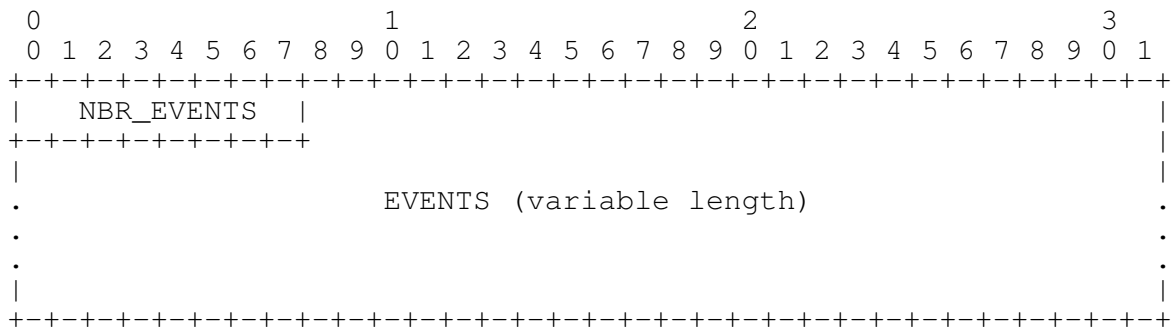 0                   1                   2                   3
 0 1 2 3 4 5 6 7 8 9 0 1 2 3 4 5 6 7 8 9 0 1 2 3 4 5 6 7 8 9 0 1
+-+-+-+-+-+-+-+-+-+-+-+-+-+-+-+-+-+-+-+-+-+-+-+-+-+-+-+-+-+-+-+-+
|   NBR_EVENTS  |                                               |
+-+-+-+-+-+-+-+-+                                               |
|                                                               |
.                    EVENTS (variable length)                   .
.                                                               .
.                                                               .
|                                                               |
+-+-+-+-+-+-+-+-+-+-+-+-+-+-+-+-+-+-+-+-+-+-+-+-+-+-+-+-+-+-+-+-+